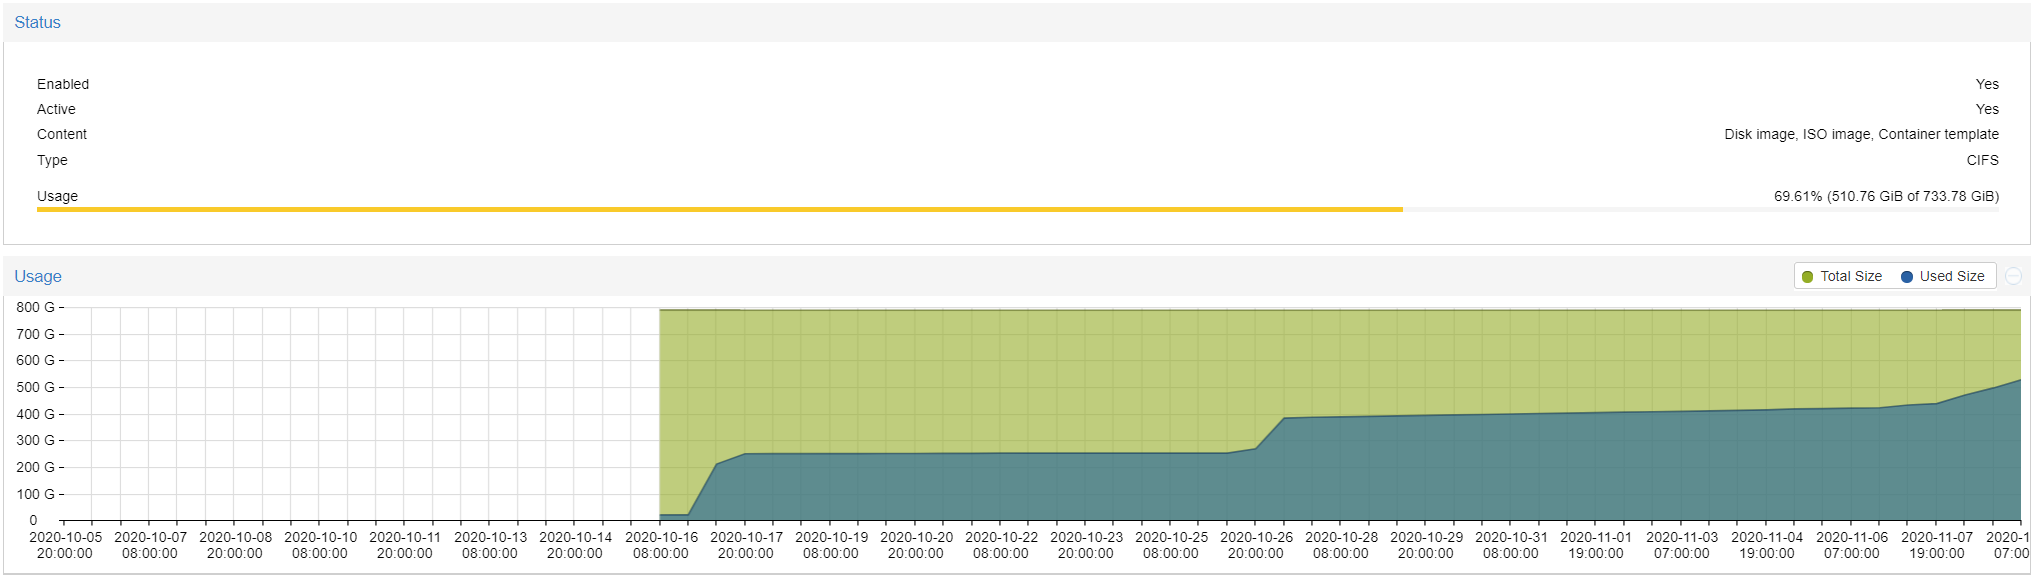 Status
Enabled Yes
Active Yes
Content Disk image, ISO image, Container template
Type CIFS
Usage 69.61% (510.76 GiB of 733.78 GiB)
Usage Total Size Used Size
800 G
700 G
600 G
500 G
400 G
300 G
200 G
100 G
0
2020-10-05 2020-10-07 2020-10-08 2020-10-10 2020-10-11 2020-10-13 2020-10-14 2020-10-16 2020-10-17 2020-10-19 2020-10-20 2020-10-22 2020-10-23 2020-10-25 2020-10-26 2020-10-28 2020-10-29 2020-10-31 2020-11-01 2020-11-03 2020-11-04 2020-11-06 2020-11-07 2020-1
20:00:00 08:00:00 20:00:00 08:00:00 20:00:00 08:00:00 20:00:00 08:00:00 20:00:00 08:00:00 20:00:00 08:00:00 20:00:00 08:00:00 20:00:00 08:00:00 20:00:00 08:00:00 19:00:00 07:00:00 19:00:00 07:00:00 19:00:00 07:00: